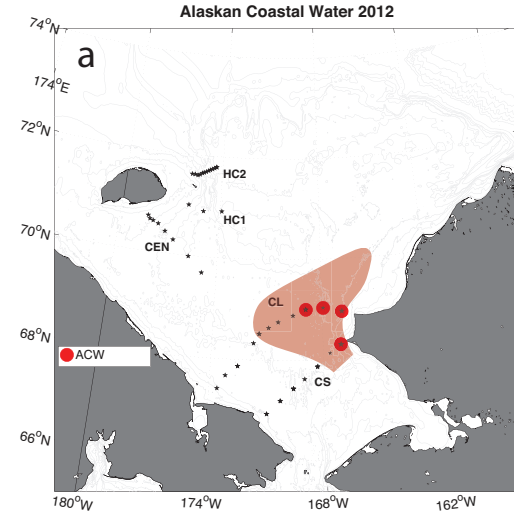 Alaskan Coastal Water 2012
74°N
a
174°E
72°N
HC2
HC1
70°N
CEN
CL
68°N
ACW
CS
66°N
180°W
174°W
168°W
162°W